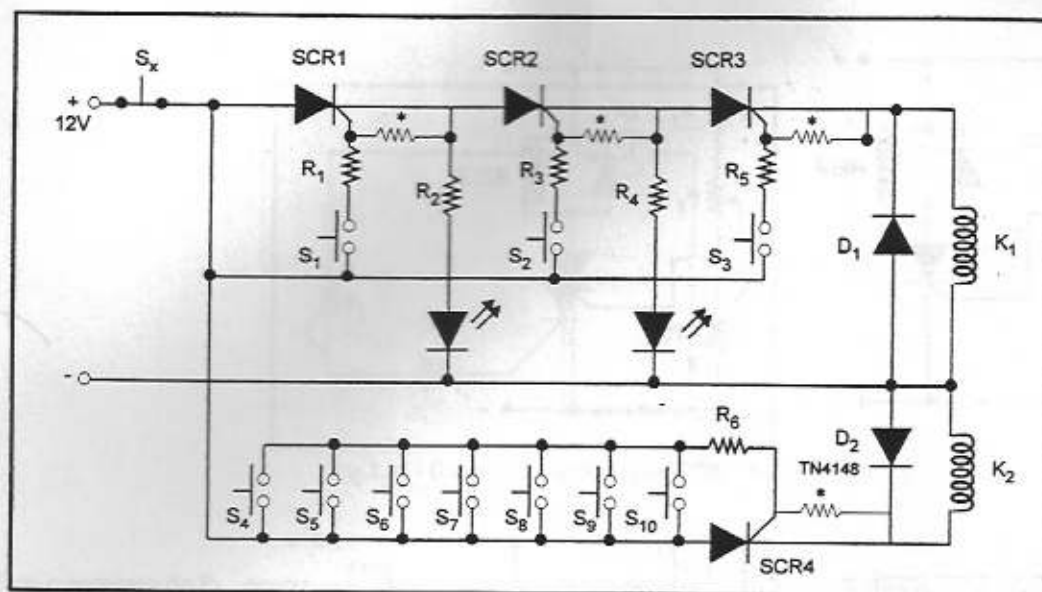 SCR1 SCR2 SCR3
Sx
+
12V
* * *
R1 R2 R3 R4 R5
S1 S2 S3
D1 K1
-
R6
D2
TN4148
K2
*
S4 S5 S6 S7 S8 S9 S10
SCR4